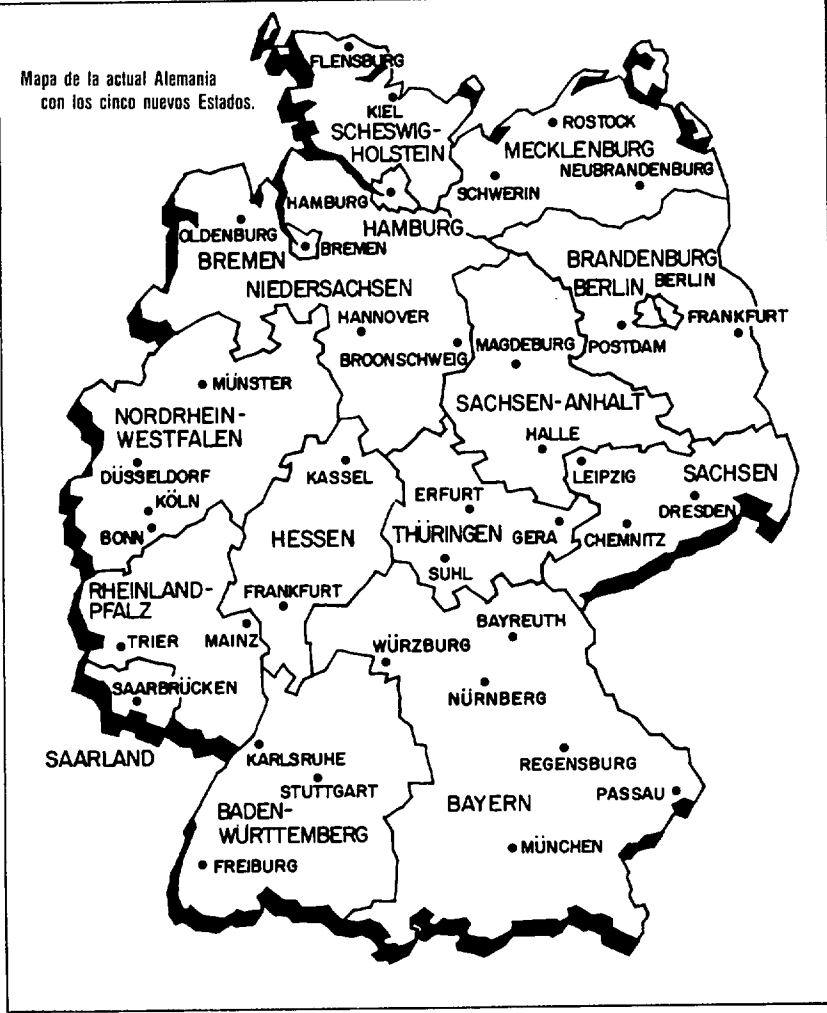 Mapa de la actual Alemania
con los cinco nuevos Estados.
FLENSBURG
KIEL
SCHESWIG-
HOLSTEIN
ROSTOCK
MECKLENBURG
NEUBRANDENBURG
SCHWERIN
HAMBURG
HAMBURG
OLDENBURG
BREMEN
BREMEN
NIEDERSACHSEN
BRANDENBURG
BERLIN
BERLIN
HANNOVER
FRANKFURT
BROONSCHWEIG
MAGDEBURG
POSTDAM
MÜNSTER
NORDRHEIN-
WESTFALEN
SACHSEN-ANHALT
HALLE
DÜSSELDORF
KASSEL
LEIPZIG
SACHSEN
KÖLN
ERFURT
DRESDEN
BONN
HESSEN
THÜRINGEN
GERA
CHEMNITZ
SUHL
RHEINLAND-
PFALZ
FRANKFURT
TRIER
MAINZ
WÜRZBURG
BAYREUTH
SAARBRÜCKEN
NÜRNBERG
SAARLAND
KARLSRUHE
REGENSBURG
STUTTGART
PASSAU
BADEN-
WÜRTTEMBERG
BAYERN
MÜNCHEN
FREIBURG